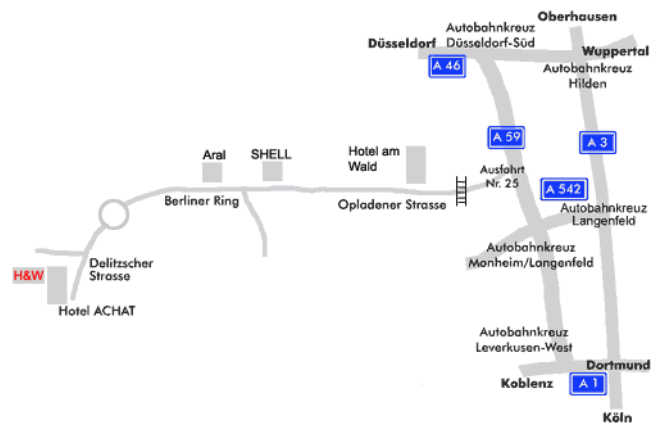 Oberhausen
Autobahnkreuz
Düsseldorf-Süd
Düsseldorf
Wuppertal
A 46
Autobahnkreuz
Hilden
A 59
A 3
Aral
SHELL
Hotel am
Wald
Ausfahrt
Nr. 25
A 542
Berliner Ring
Opladener Strasse
Autobahnkreuz
Langenfeld
Autobahnkreuz
Monheim/Langenfeld
Delitzscher
Strasse
H&W
Hotel ACHAT
Autobahnkreuz
Leverkusen-West
Dortmund
Koblenz
A 1
Köln